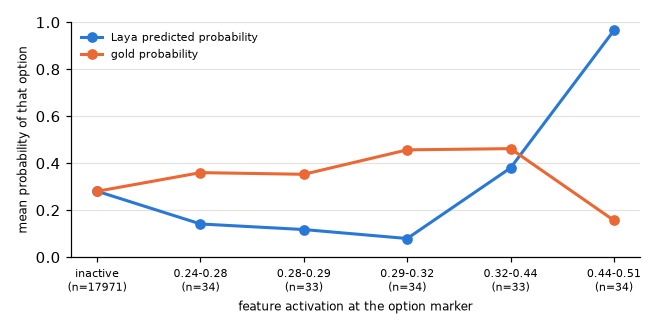 Laya predicted probability
gold probability
mean probability of that option
1.0
0.8
0.6
0.4
0.2
0.0
inactive
(n=17971)
0.24-0.28
(n=34)
0.28-0.29
(n=33)
0.29-0.32
(n=34)
0.32-0.44
(n=33)
0.44-0.51
(n=34)
feature activation at the option marker